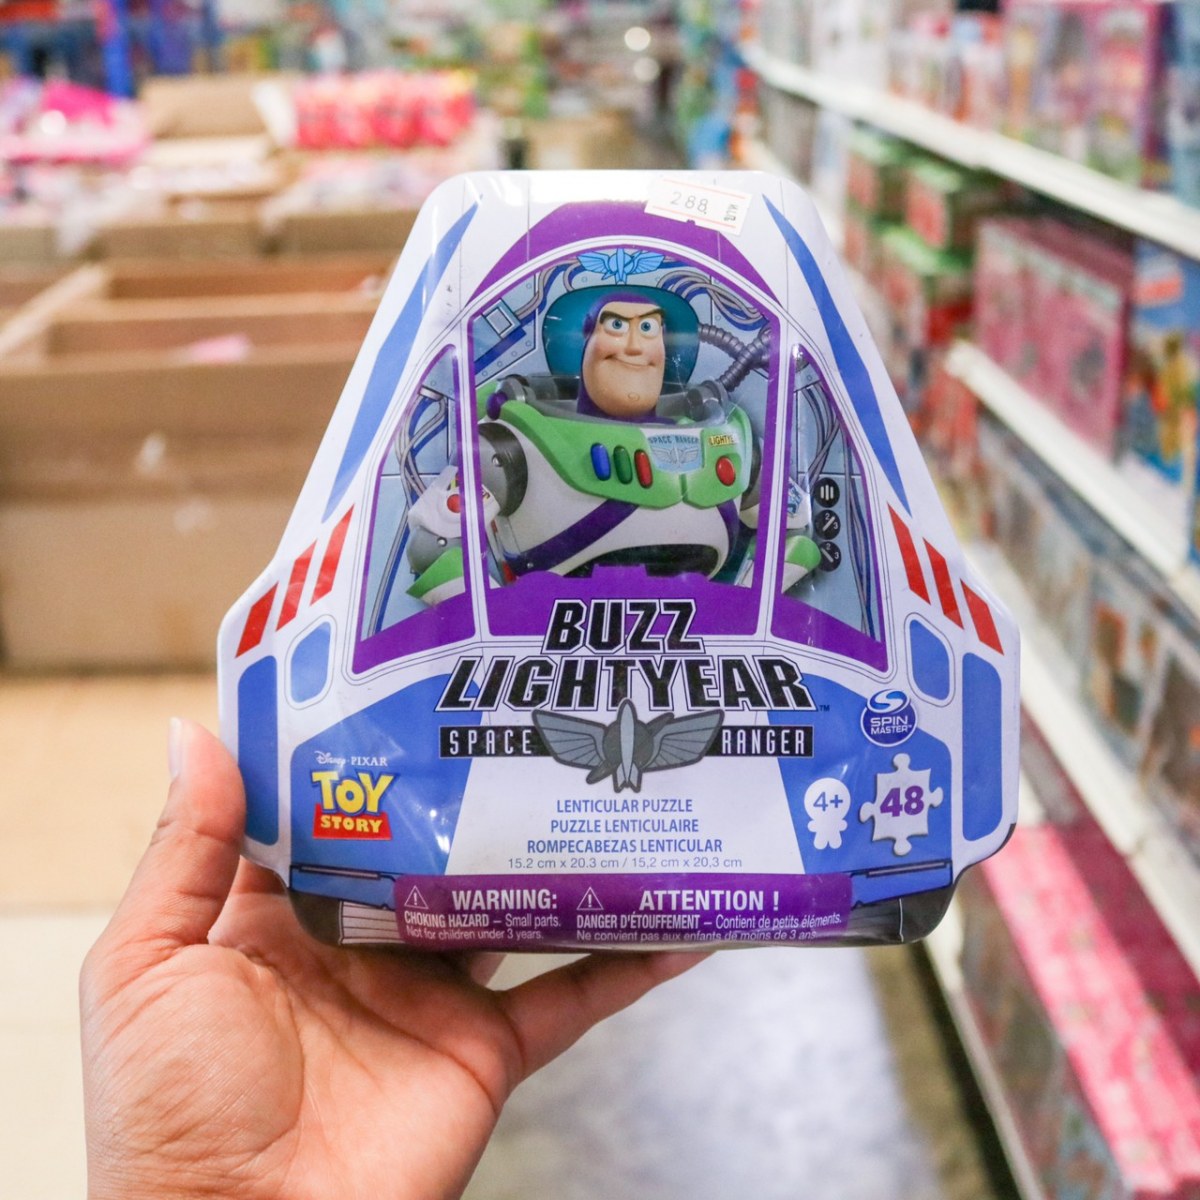 288
SPACE RANGER
BUZZ
LIGHTYEAR™
SPACE RANGER
SPIN
MASTER™
Disney · PIXAR
TOY
STORY
4+
48
LENTICULAR PUZZLE
PUZZLE LENTICULAIRE
ROMPECABEZAS LENTICULAR
15.2 cm x 20.3 cm / 15,2 cm x 20,3 cm
WARNING:
CHOKING HAZARD – Small parts.
Not for children under 3 years.
ATTENTION !
DANGER D'ÉTOUFFEMENT – Contient de petits éléments.
Ne convient pas aux enfants de moins de 3 ans.